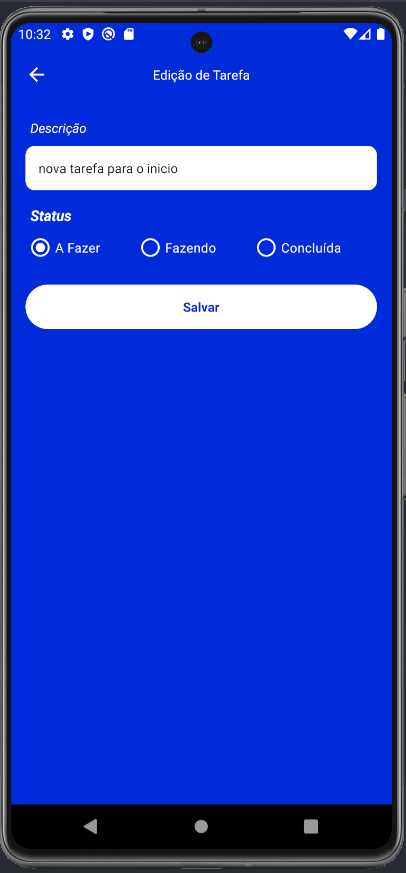 10:32
Edição de Tarefa
Descrição
nova tarefa para o inicio
Status
A Fazer Fazendo Concluída
Salvar